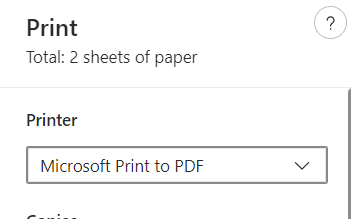 Print
?
Total: 2 sheets of paper
Printer
Microsoft Print to PDF